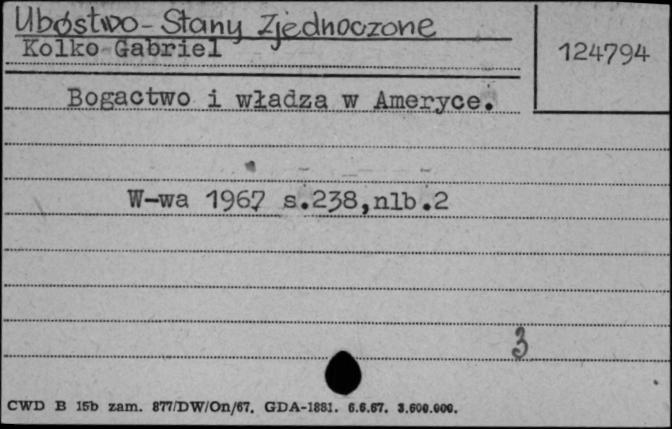 Ubóstwo - Stany Zjednoczone
Kolko Gabriel
124794
Bogactwo i władza w Ameryce.
W-wa 1967 s.238,nlb.2
3
CWD B 15b zam. 877/DW/On/67. GDA-1881. 6.6.67. 3.600.000.